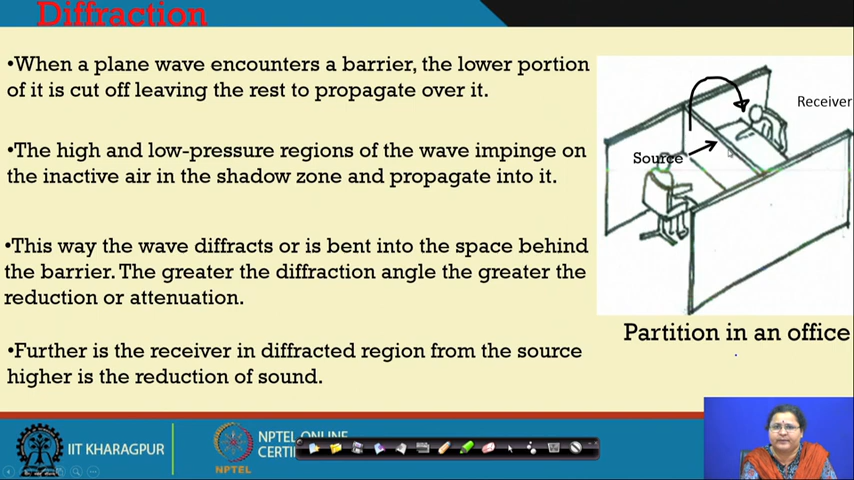 Diffraction
•When a plane wave encounters a barrier, the lower portion
of it is cut off leaving the rest to propagate over it.
•The high and low-pressure regions of the wave impinge on
the inactive air in the shadow zone and propagate into it.
•This way the wave diffracts or is bent into the space behind
the barrier. The greater the diffraction angle the greater the
reduction or attenuation.
•Further is the receiver in diffracted region from the source
higher is the reduction of sound.
Receiver
Source
Partition in an office
IIT KHARAGPUR
NPTEL
NPTEL ONLINE